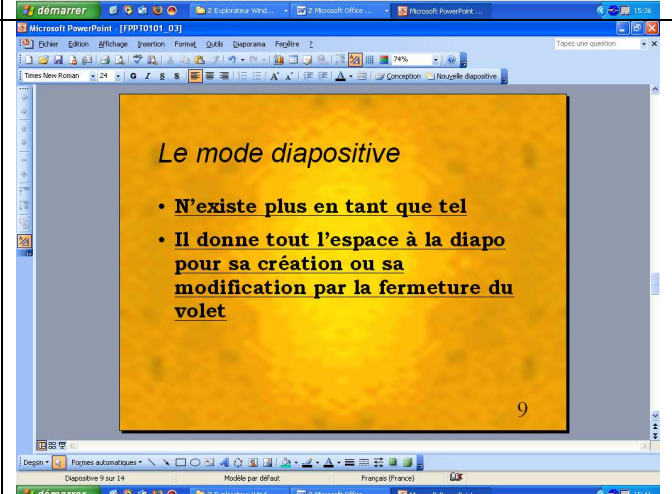 démarrer 2 Explorateur Wind... 2 Microsoft Office ... Microsoft PowerPoint ... 15:36
Microsoft PowerPoint - [FPPT0101_03]
Fichier Edition Affichage Insertion Format Outils Diaporama Fenêtre ? Tapez une question
74%
Times New Roman 24 G I S S Conception Nouvelle diapositive
Le mode diapositive
• N'existe plus en tant que tel
• Il donne tout l'espace à la diapo
pour sa création ou sa
modification par la fermeture du
volet
9
Dessin Formes automatiques
Diapositive 9 sur 14 Modèle par défaut Français (France)